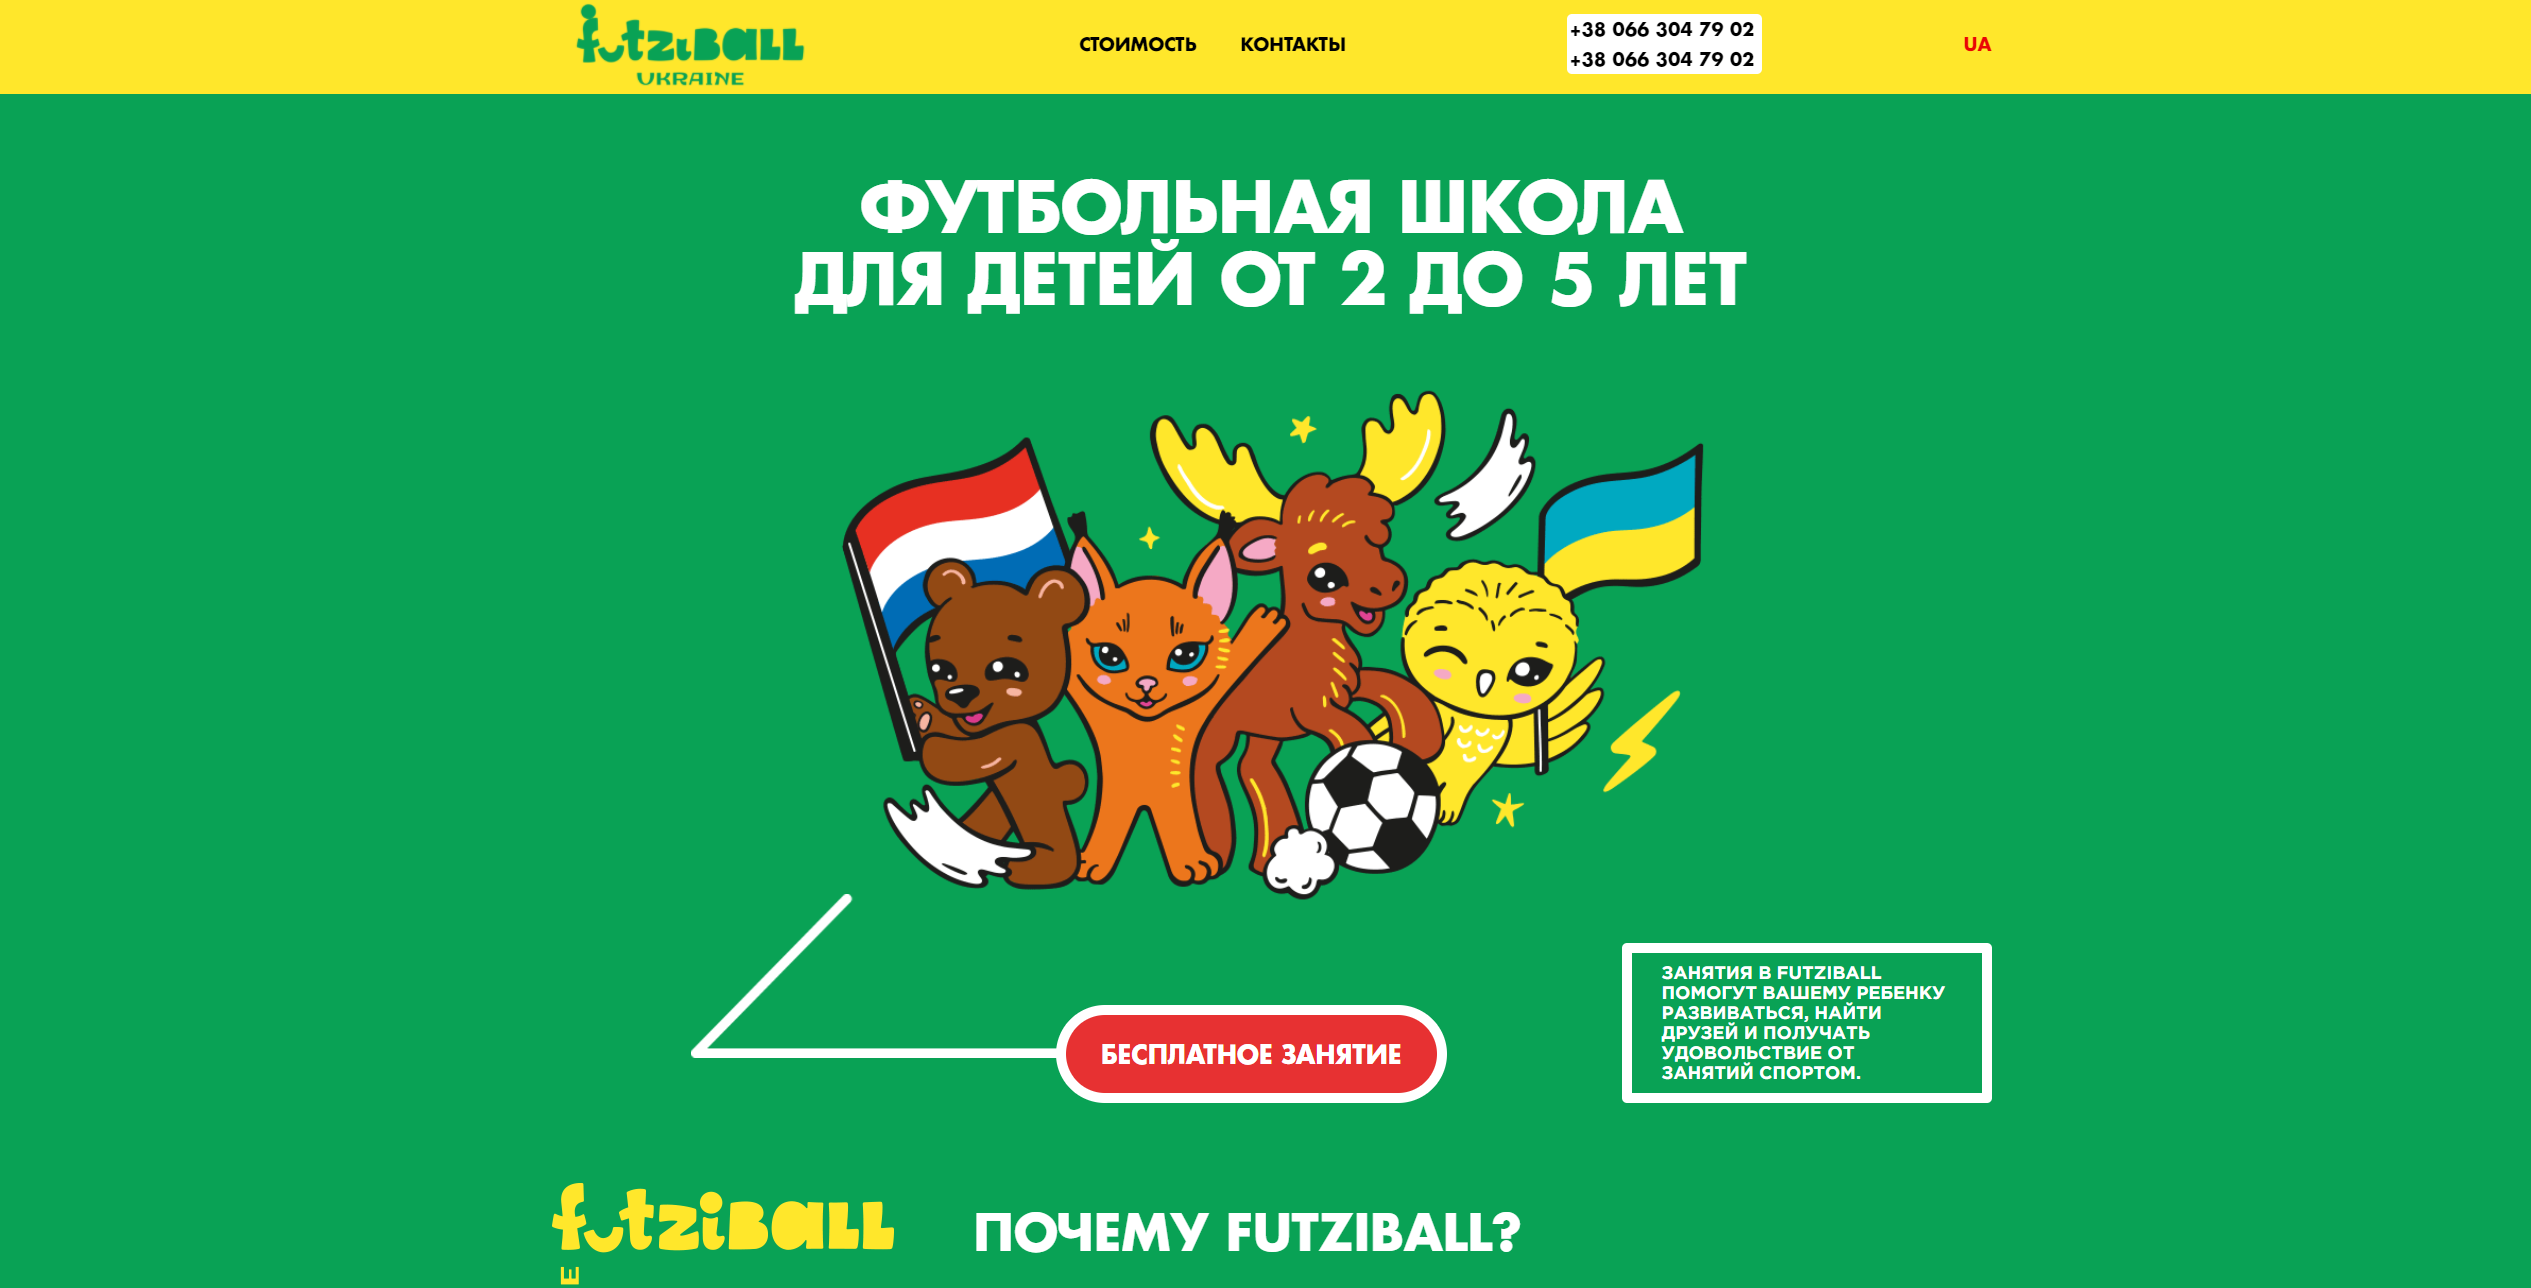 futziball
UKRAINE
СТОИМОСТЬ
КОНТАКТЫ
+38 066 304 79 02
+38 066 304 79 02
UA
ФУТБОЛЬНАЯ ШКОЛА
ДЛЯ ДЕТЕЙ ОТ 2 ДО 5 ЛЕТ
БЕСПЛАТНОЕ ЗАНЯТИЕ
ЗАНЯТИЯ В FUTZIBALL
ПОМОГУТ ВАШЕМУ РЕБЕНКУ
РАЗВИВАТЬСЯ, НАЙТИ
ДРУЗЕЙ И ПОЛУЧАТЬ
УДОВОЛЬСТВИЕ ОТ
ЗАНЯТИЙ СПОРТОМ.
futziball
ПОЧЕМУ FUTZIBALL?
E